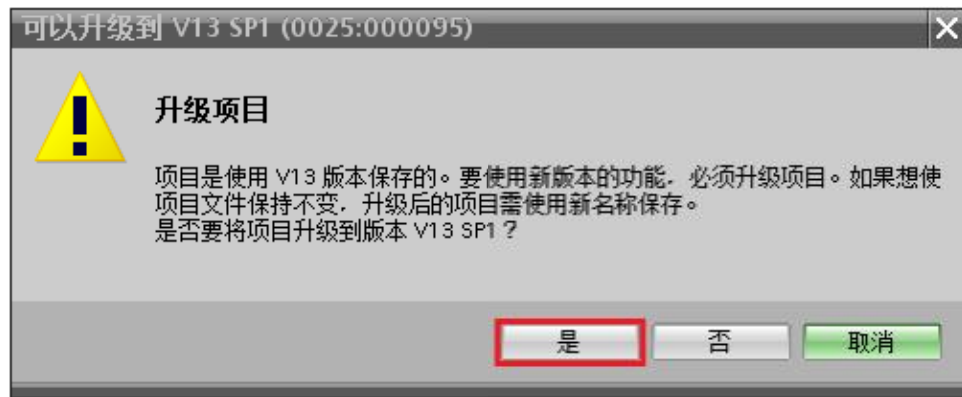 可以升级到 V13 SP1 (0025:000095)
升级项目
项目是使用 V13 版本保存的。要使用新版本的功能，必须升级项目。如果想使
项目文件保持不变，升级后的项目需使用新名称保存。
是否要将项目升级到版本 V13 SP1？
是 否 取消